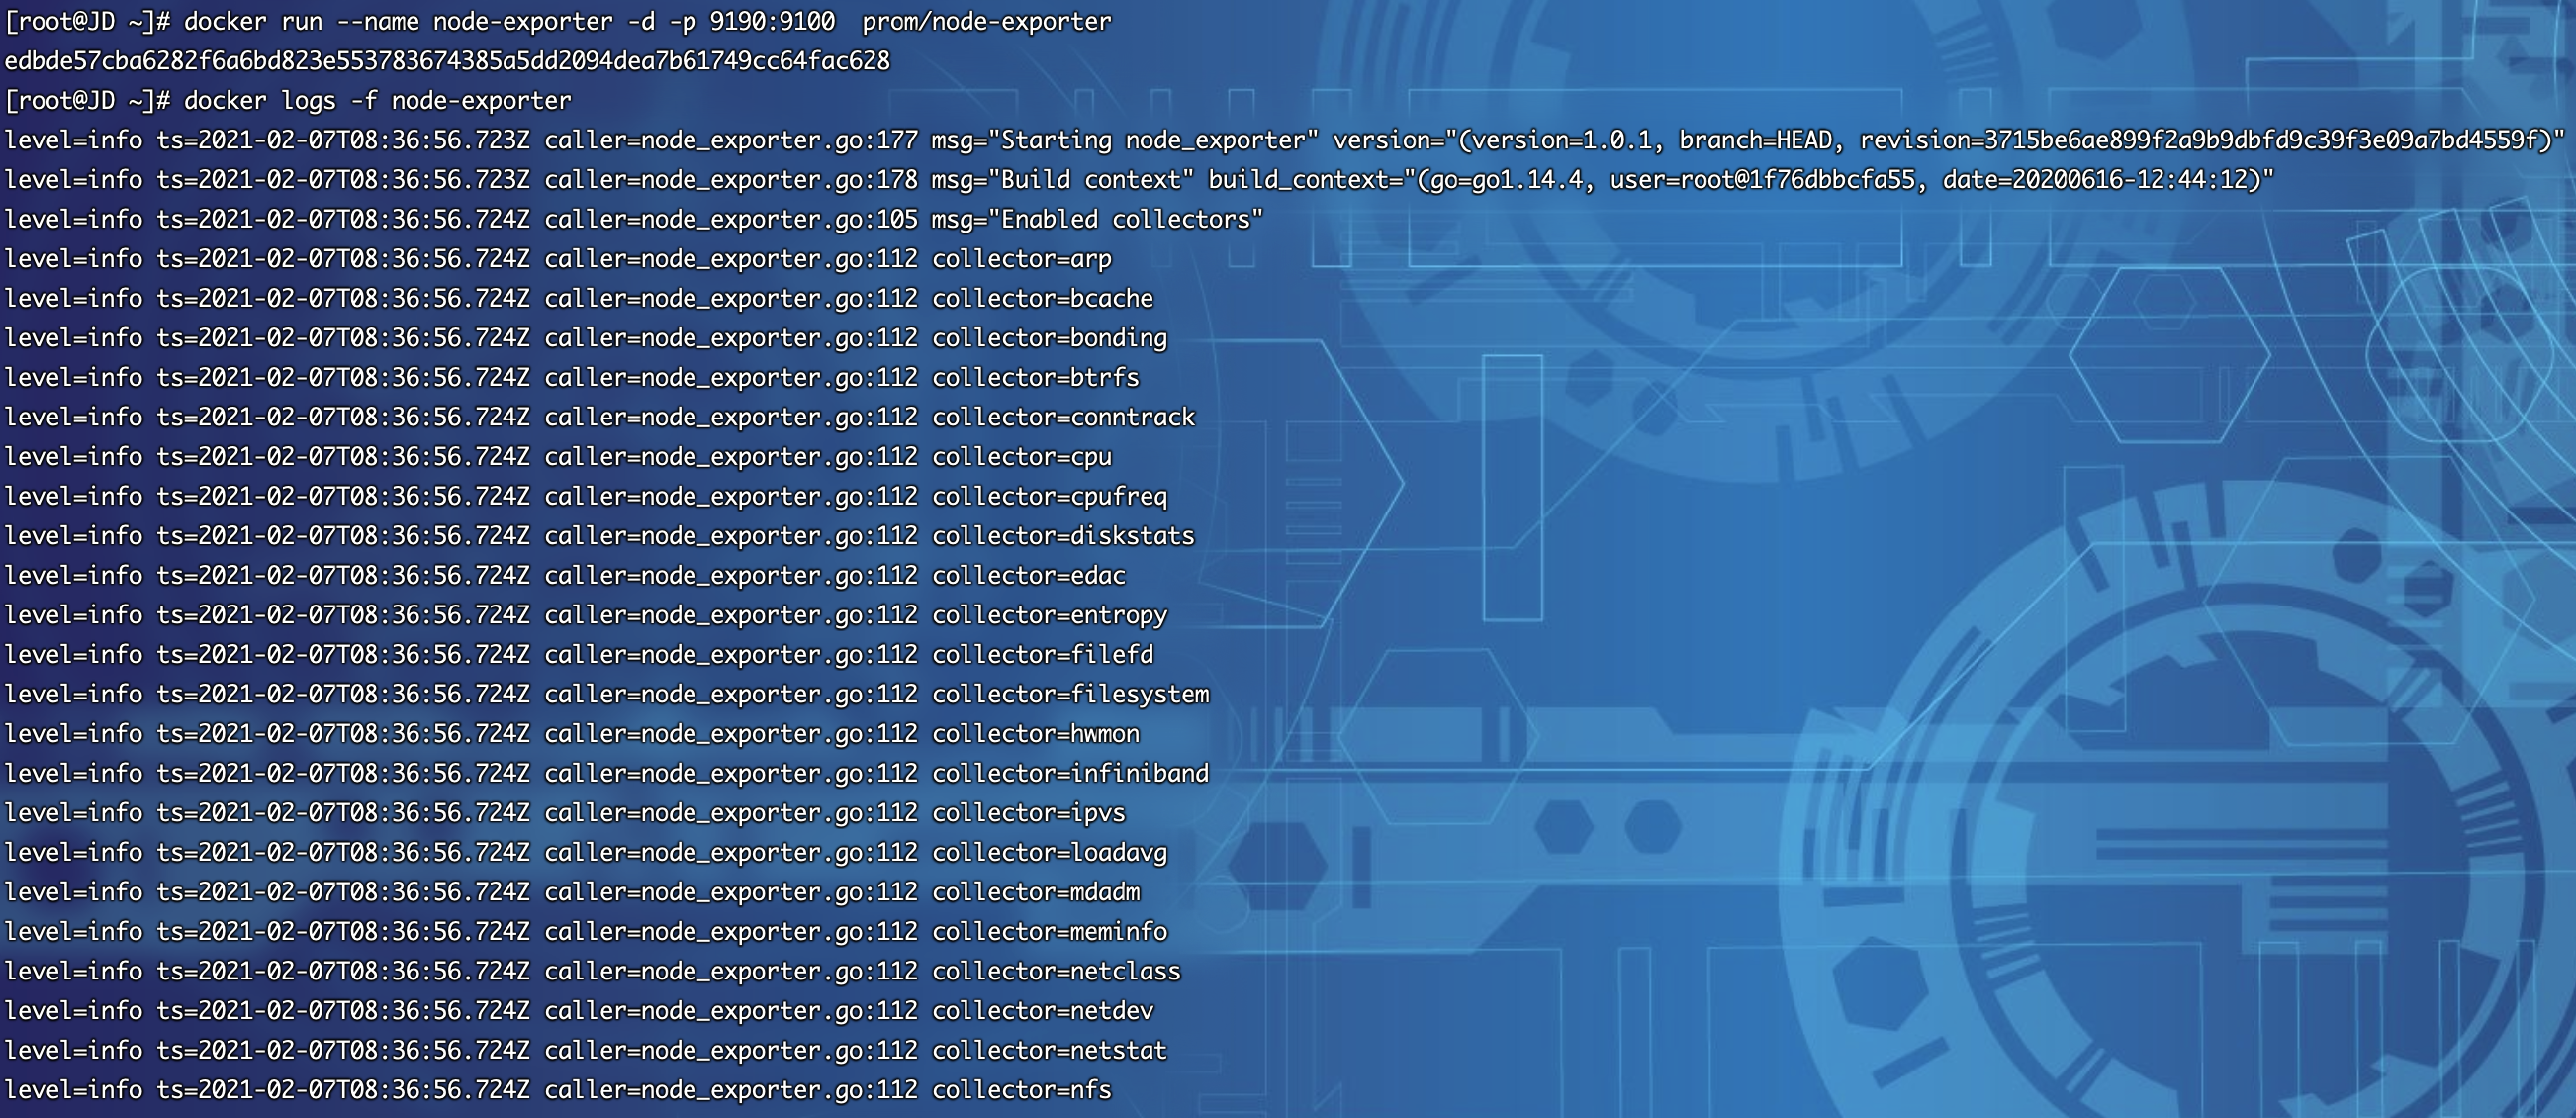 [root@JD ~]# docker run --name node-exporter -d -p 9190:9100  prom/node-exporter
edbde57cba6282f6a6bd823e553783674385a5dd2094dea7b61749cc64fac628
[root@JD ~]# docker logs -f node-exporter
level=info ts=2021-02-07T08:36:56.723Z caller=node_exporter.go:177 msg="Starting node_exporter" version="(version=1.0.1, branch=HEAD, revision=3715be6ae899f2a9b9dbfd9c39f3e09a7bd4559f)"
level=info ts=2021-02-07T08:36:56.723Z caller=node_exporter.go:178 msg="Build context" build_context="(go=go1.14.4, user=root@1f76dbbcfa55, date=20200616-12:44:12)"
level=info ts=2021-02-07T08:36:56.724Z caller=node_exporter.go:105 msg="Enabled collectors"
level=info ts=2021-02-07T08:36:56.724Z caller=node_exporter.go:112 collector=arp
level=info ts=2021-02-07T08:36:56.724Z caller=node_exporter.go:112 collector=bcache
level=info ts=2021-02-07T08:36:56.724Z caller=node_exporter.go:112 collector=bonding
level=info ts=2021-02-07T08:36:56.724Z caller=node_exporter.go:112 collector=btrfs
level=info ts=2021-02-07T08:36:56.724Z caller=node_exporter.go:112 collector=conntrack
level=info ts=2021-02-07T08:36:56.724Z caller=node_exporter.go:112 collector=cpu
level=info ts=2021-02-07T08:36:56.724Z caller=node_exporter.go:112 collector=cpufreq
level=info ts=2021-02-07T08:36:56.724Z caller=node_exporter.go:112 collector=diskstats
level=info ts=2021-02-07T08:36:56.724Z caller=node_exporter.go:112 collector=edac
level=info ts=2021-02-07T08:36:56.724Z caller=node_exporter.go:112 collector=entropy
level=info ts=2021-02-07T08:36:56.724Z caller=node_exporter.go:112 collector=filefd
level=info ts=2021-02-07T08:36:56.724Z caller=node_exporter.go:112 collector=filesystem
level=info ts=2021-02-07T08:36:56.724Z caller=node_exporter.go:112 collector=hwmon
level=info ts=2021-02-07T08:36:56.724Z caller=node_exporter.go:112 collector=infiniband
level=info ts=2021-02-07T08:36:56.724Z caller=node_exporter.go:112 collector=ipvs
level=info ts=2021-02-07T08:36:56.724Z caller=node_exporter.go:112 collector=loadavg
level=info ts=2021-02-07T08:36:56.724Z caller=node_exporter.go:112 collector=mdadm
level=info ts=2021-02-07T08:36:56.724Z caller=node_exporter.go:112 collector=meminfo
level=info ts=2021-02-07T08:36:56.724Z caller=node_exporter.go:112 collector=netclass
level=info ts=2021-02-07T08:36:56.724Z caller=node_exporter.go:112 collector=netdev
level=info ts=2021-02-07T08:36:56.724Z caller=node_exporter.go:112 collector=netstat
level=info ts=2021-02-07T08:36:56.724Z caller=node_exporter.go:112 collector=nfs